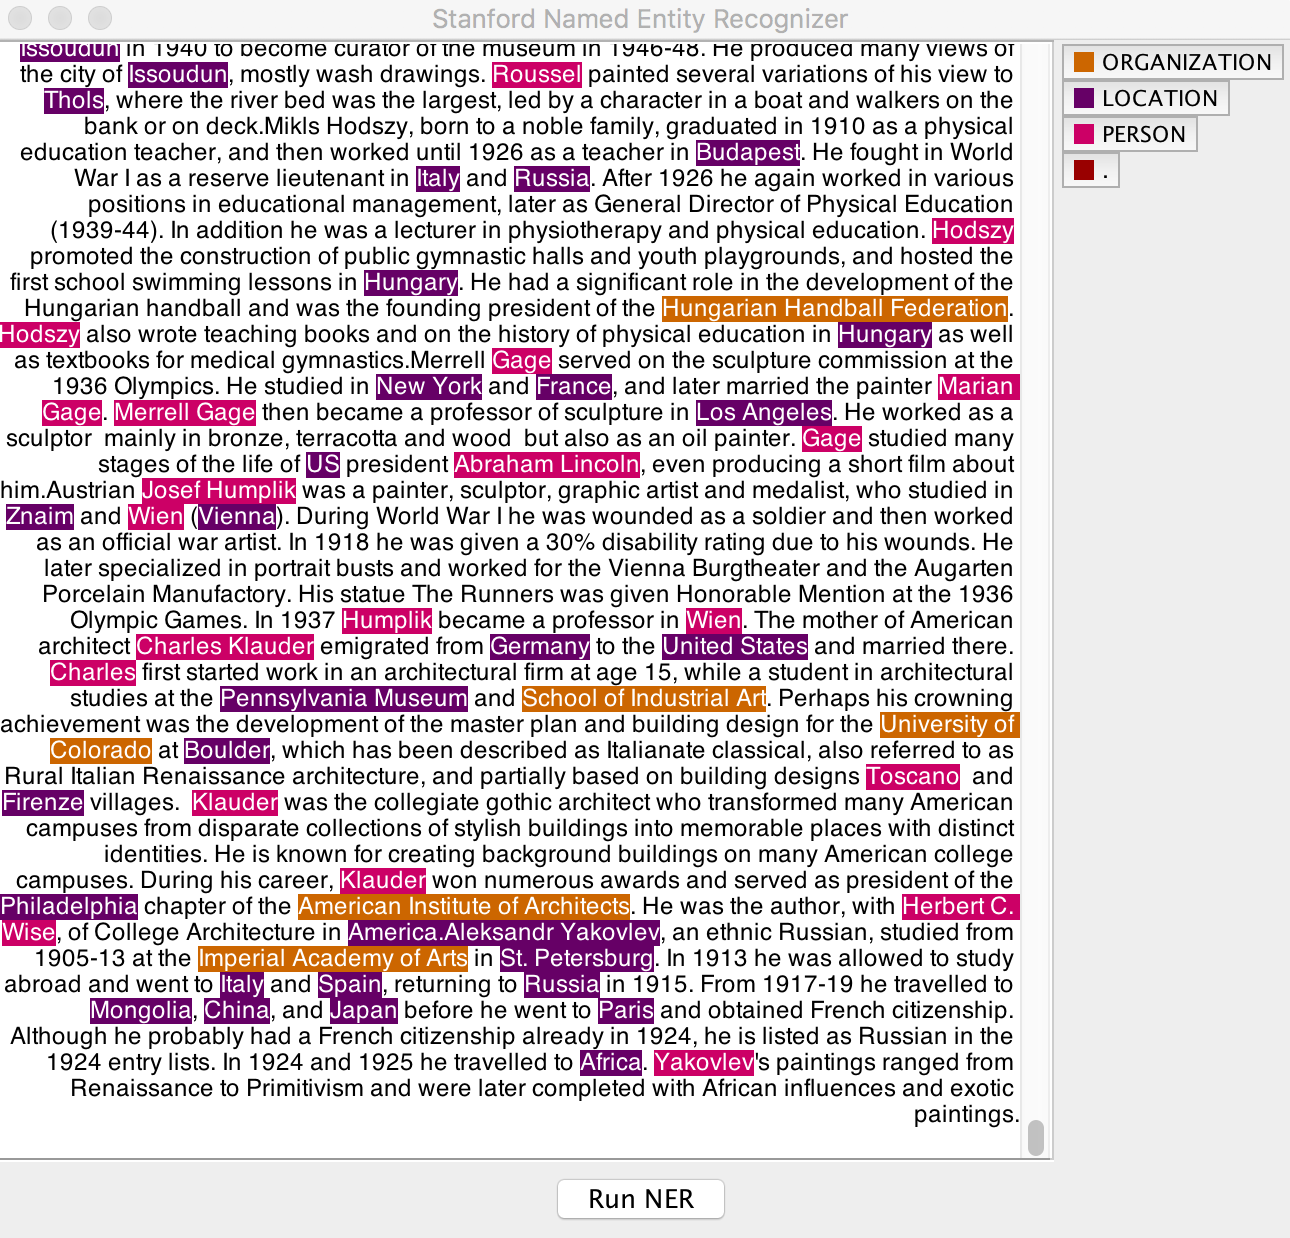 Stanford Named Entity Recognizer
Issoudun in 1940 to become curator of the museum in 1946-48. He produced many views of
the city of Issoudun, mostly wash drawings. Roussel painted several variations of his view to
Thols, where the river bed was the largest, led by a character in a boat and walkers on the
bank or on deck.Mikls Hodszy, born to a noble family, graduated in 1910 as a physical
education teacher, and then worked until 1926 as a teacher in Budapest. He fought in World
War I as a reserve lieutenant in Italy and Russia. After 1926 he again worked in various
positions in educational management, later as General Director of Physical Education
(1939-44). In addition he was a lecturer in physiotherapy and physical education. Hodszy
promoted the construction of public gymnastic halls and youth playgrounds, and hosted the
first school swimming lessons in Hungary. He had a significant role in the development of the
Hungarian handball and was the founding president of the Hungarian Handball Federation.
Hodszy also wrote teaching books and on the history of physical education in Hungary as well
as textbooks for medical gymnastics.Merrell Gage served on the sculpture commission at the
1936 Olympics. He studied in New York and France, and later married the painter Marian
Gage. Merrell Gage then became a professor of sculpture in Los Angeles. He worked as a
sculptor  mainly in bronze, terracotta and wood  but also as an oil painter. Gage studied many
stages of the life of US president Abraham Lincoln, even producing a short film about
him.Austrian Josef Humplik was a painter, sculptor, graphic artist and medalist, who studied in
Znaim and Wien (Vienna). During World War I he was wounded as a soldier and then worked
as an official war artist. In 1918 he was given a 30% disability rating due to his wounds. He
later specialized in portrait busts and worked for the Vienna Burgtheater and the Augarten
Porcelain Manufactory. His statue The Runners was given Honorable Mention at the 1936
Olympic Games. In 1937 Humplik became a professor in Wien. The mother of American
architect Charles Klauder emigrated from Germany to the United States and married there.
Charles first started work in an architectural firm at age 15, while a student in architectural
studies at the Pennsylvania Museum and School of Industrial Art. Perhaps his crowning
achievement was the development of the master plan and building design for the University of
Colorado at Boulder, which has been described as Italianate classical, also referred to as
Rural Italian Renaissance architecture, and partially based on building designs Toscano  and
Firenze villages.  Klauder was the collegiate gothic architect who transformed many American
campuses from disparate collections of stylish buildings into memorable places with distinct
identities. He is known for creating background buildings on many American college
campuses. During his career, Klauder won numerous awards and served as president of the
Philadelphia chapter of the American Institute of Architects. He was the author, with Herbert C.
Wise, of College Architecture in America.Aleksandr Yakovlev, an ethnic Russian, studied from
1905-13 at the Imperial Academy of Arts in St. Petersburg. In 1913 he was allowed to study
abroad and went to Italy and Spain, returning to Russia in 1915. From 1917-19 he travelled to
Mongolia, China, and Japan before he went to Paris and obtained French citizenship.
Although he probably had a French citizenship already in 1924, he is listed as Russian in the
1924 entry lists. In 1924 and 1925 he travelled to Africa. Yakovlev's paintings ranged from
Renaissance to Primitivism and were later completed with African influences and exotic
paintings.
ORGANIZATION
LOCATION
PERSON
.
Run NER